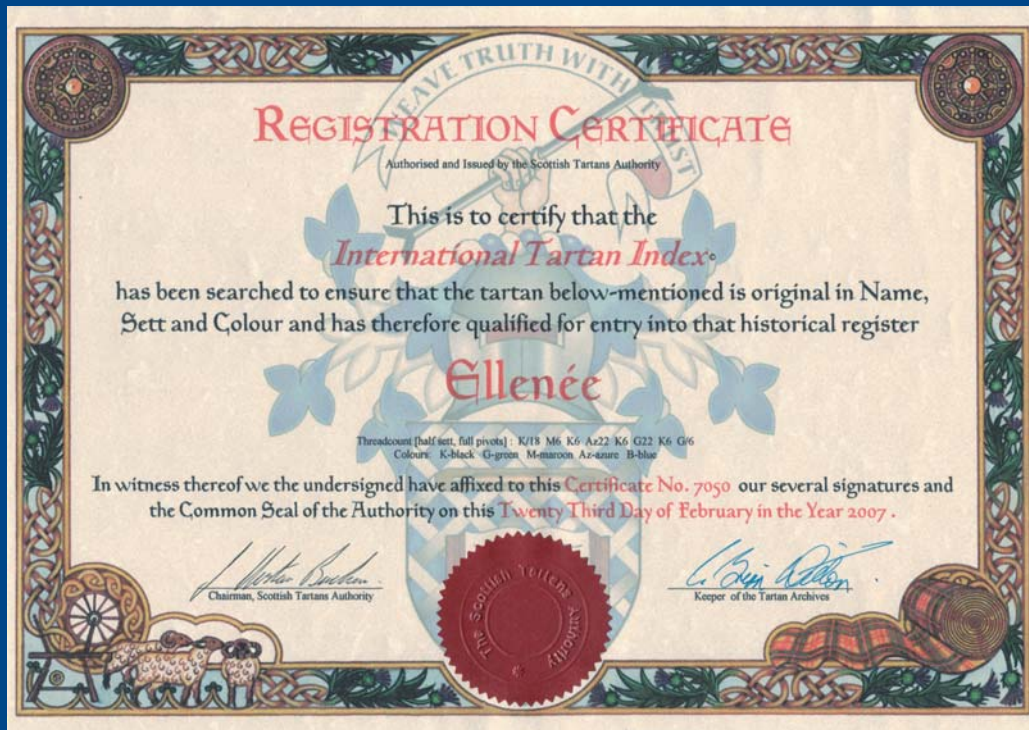 WEAVE TRUTH WITH TRUST
REGISTRATION CERTIFICATE
Authorised and Issued by the Scottish Tartans Authority
This is to certify that the
International Tartan Index©
has been searched to ensure that the tartan below-mentioned is original in Name,
Sett and Colour and has therefore qualified for entry into that historical register
Ellenée
Threadcount [half sett, full pivots] : K/18 M6 K6 Az22 K6 G22 K6 G/6
Colours: K-black G-green M-maroon Az-azure B-blue
In witness thereof we the undersigned have affixed to this Certificate No. 7050 our several signatures and
the Common Seal of the Authority on this Twenty Third Day of February in the Year 2007 .
Chairman, Scottish Tartans Authority
Keeper of the Tartan Archives
The Scottish Tartans Authority